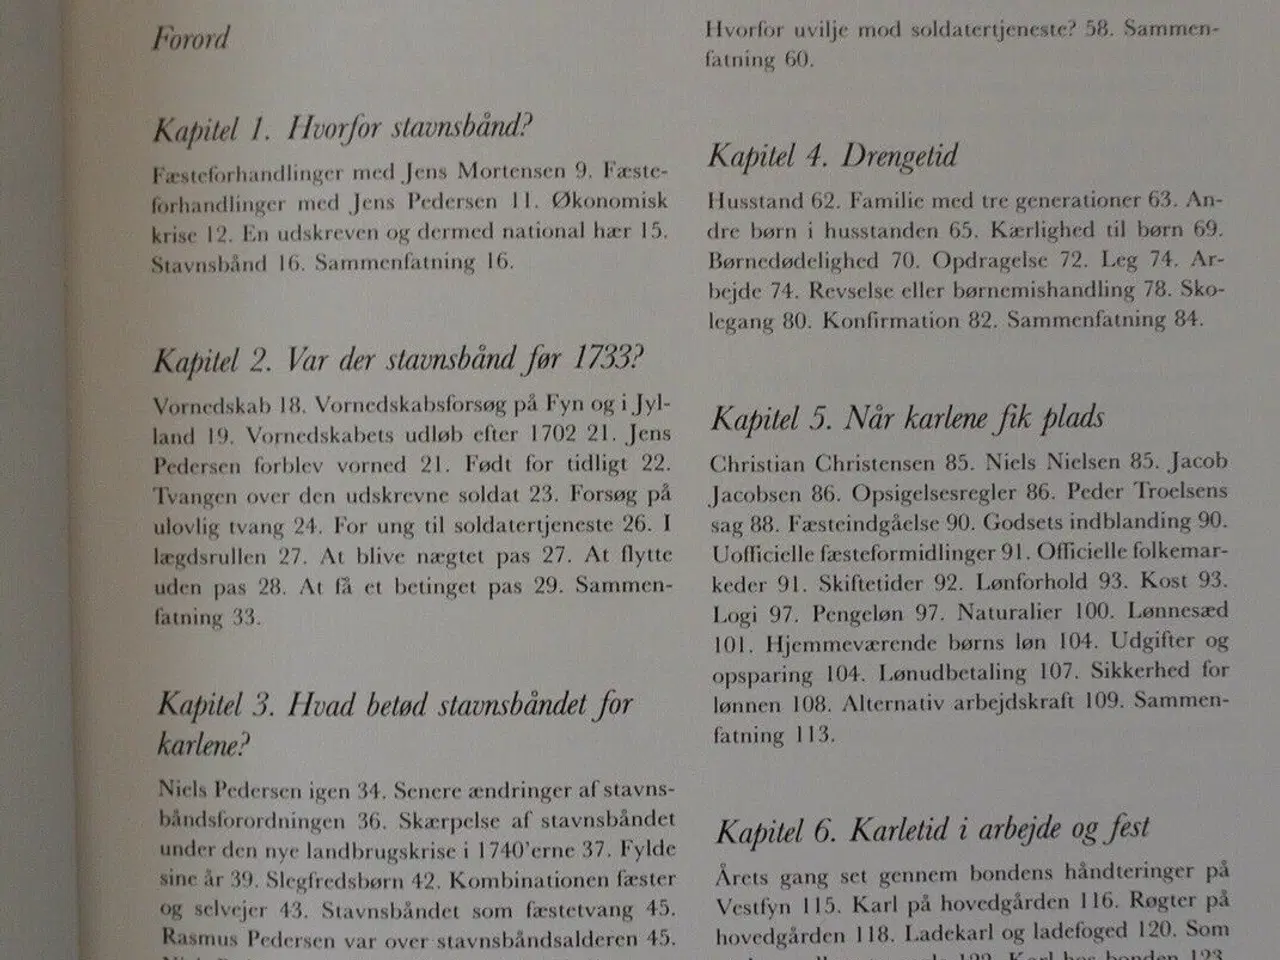 Forord
Kapitel 1. Hvorfor stavnsbånd?
Fæsteforhandlinger med Jens Mortensen 9. Fæste-
forhandlinger med Jens Pedersen 11. Økonomisk
krise 12. En udskreven og dermed national hær 15.
Stavnsbånd 16. Sammenfatning 16.
Kapitel 2. Var der stavnsbånd før 1733?
Vornedskab 18. Vornedskabsforsøg på Fyn og i Jyl-
land 19. Vornedskabets udløb efter 1702 21. Jens
Pedersen forblev vorned 21. Født for tidligt 22.
Tvangen over den udskrevne soldat 23. Forsøg på
ulovlig tvang 24. For ung til soldatertjeneste 26. I
lægdsrullen 27. At blive nægtet pas 27. At flytte
uden pas 28. At få et betinget pas 29. Sammen-
fatning 33.
Kapitel 3. Hvad betød stavnsbåndet for
karlene?
Niels Pedersen igen 34. Senere ændringer af stavns-
båndsforordningen 36. Skærpelse af stavnsbåndet
under den nye landbrugskrise i 1740'erne 37. Fylde
sine år 39. Slegfredsbørn 42. Kombinationen fæster
og selvejer 43. Stavnsbåndet som fæstetvang 45.
Rasmus Pedersen var over stavnsbåndsalderen 45.
Hvorfor uvilje mod soldatertjeneste? 58. Sammen-
fatning 60.
Kapitel 4. Drengetid
Husstand 62. Familie med tre generationer 63. An-
dre børn i husstanden 65. Kærlighed til børn 69.
Børnedødelighed 70. Opdragelse 72. Leg 74. Ar-
bejde 74. Revselse eller børnemishandling 78. Sko-
legang 80. Konfirmation 82. Sammenfatning 84.
Kapitel 5. Når karlene fik plads
Christian Christensen 85. Niels Nielsen 85. Jacob
Jacobsen 86. Opsigelsesregler 86. Peder Troelsens
sag 88. Fæsteindgåelse 90. Godsets indblanding 90.
Uofficielle fæsteformidlinger 91. Officielle folkemar-
keder 91. Skiftetider 92. Lønforhold 93. Kost 93.
Logi 97. Pengeløn 97. Naturalier 100. Lønnesæd
101. Hjemmeværende børns løn 104. Udgifter og
opsparing 104. Lønudbetaling 107. Sikkerhed for
lønnen 108. Alternativ arbejdskraft 109. Sammen-
fatning 113.
Kapitel 6. Karletid i arbejde og fest
Årets gang set gennem bondens håndteringer på
Vestfyn 115. Karl på hovedgården 116. Røgter på
hovedgården 118. Ladekarl og ladefoged 120. Som
122. Karl hos bonden 123.